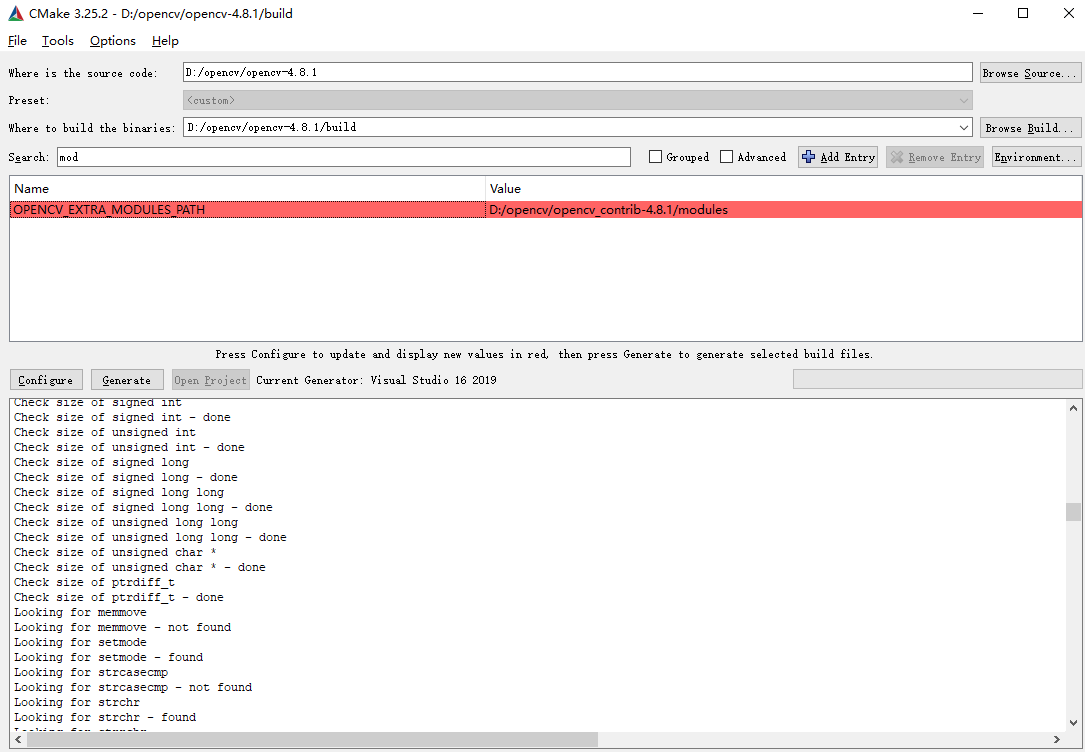 CMake 3.25.2 - D:/opencv/opencv-4.8.1/build
File Tools Options Help
Where is the source code: D:/opencv/opencv-4.8.1 Browse Source...
Preset: <custom>
Where to build the binaries: D:/opencv/opencv-4.8.1/build Browse Build...
Search: mod Grouped Advanced Add Entry Remove Entry Environment...
Name Value
OPENCV_EXTRA_MODULES_PATH D:/opencv/opencv_contrib-4.8.1/modules
Press Configure to update and display new values in red, then press Generate to generate selected build files.
Configure Generate Open Project Current Generator: Visual Studio 16 2019
Check size of signed int
Check size of signed int - done
Check size of unsigned int
Check size of unsigned int - done
Check size of signed long
Check size of signed long - done
Check size of signed long long
Check size of signed long long - done
Check size of unsigned long long
Check size of unsigned long long - done
Check size of unsigned char *
Check size of unsigned char * - done
Check size of ptrdiff_t
Check size of ptrdiff_t - done
Looking for memmove
Looking for memmove - not found
Looking for setmode
Looking for setmode - found
Looking for strcasecmp
Looking for strcasecmp - not found
Looking for strchr
Looking for strchr - found
Looking for strrchr